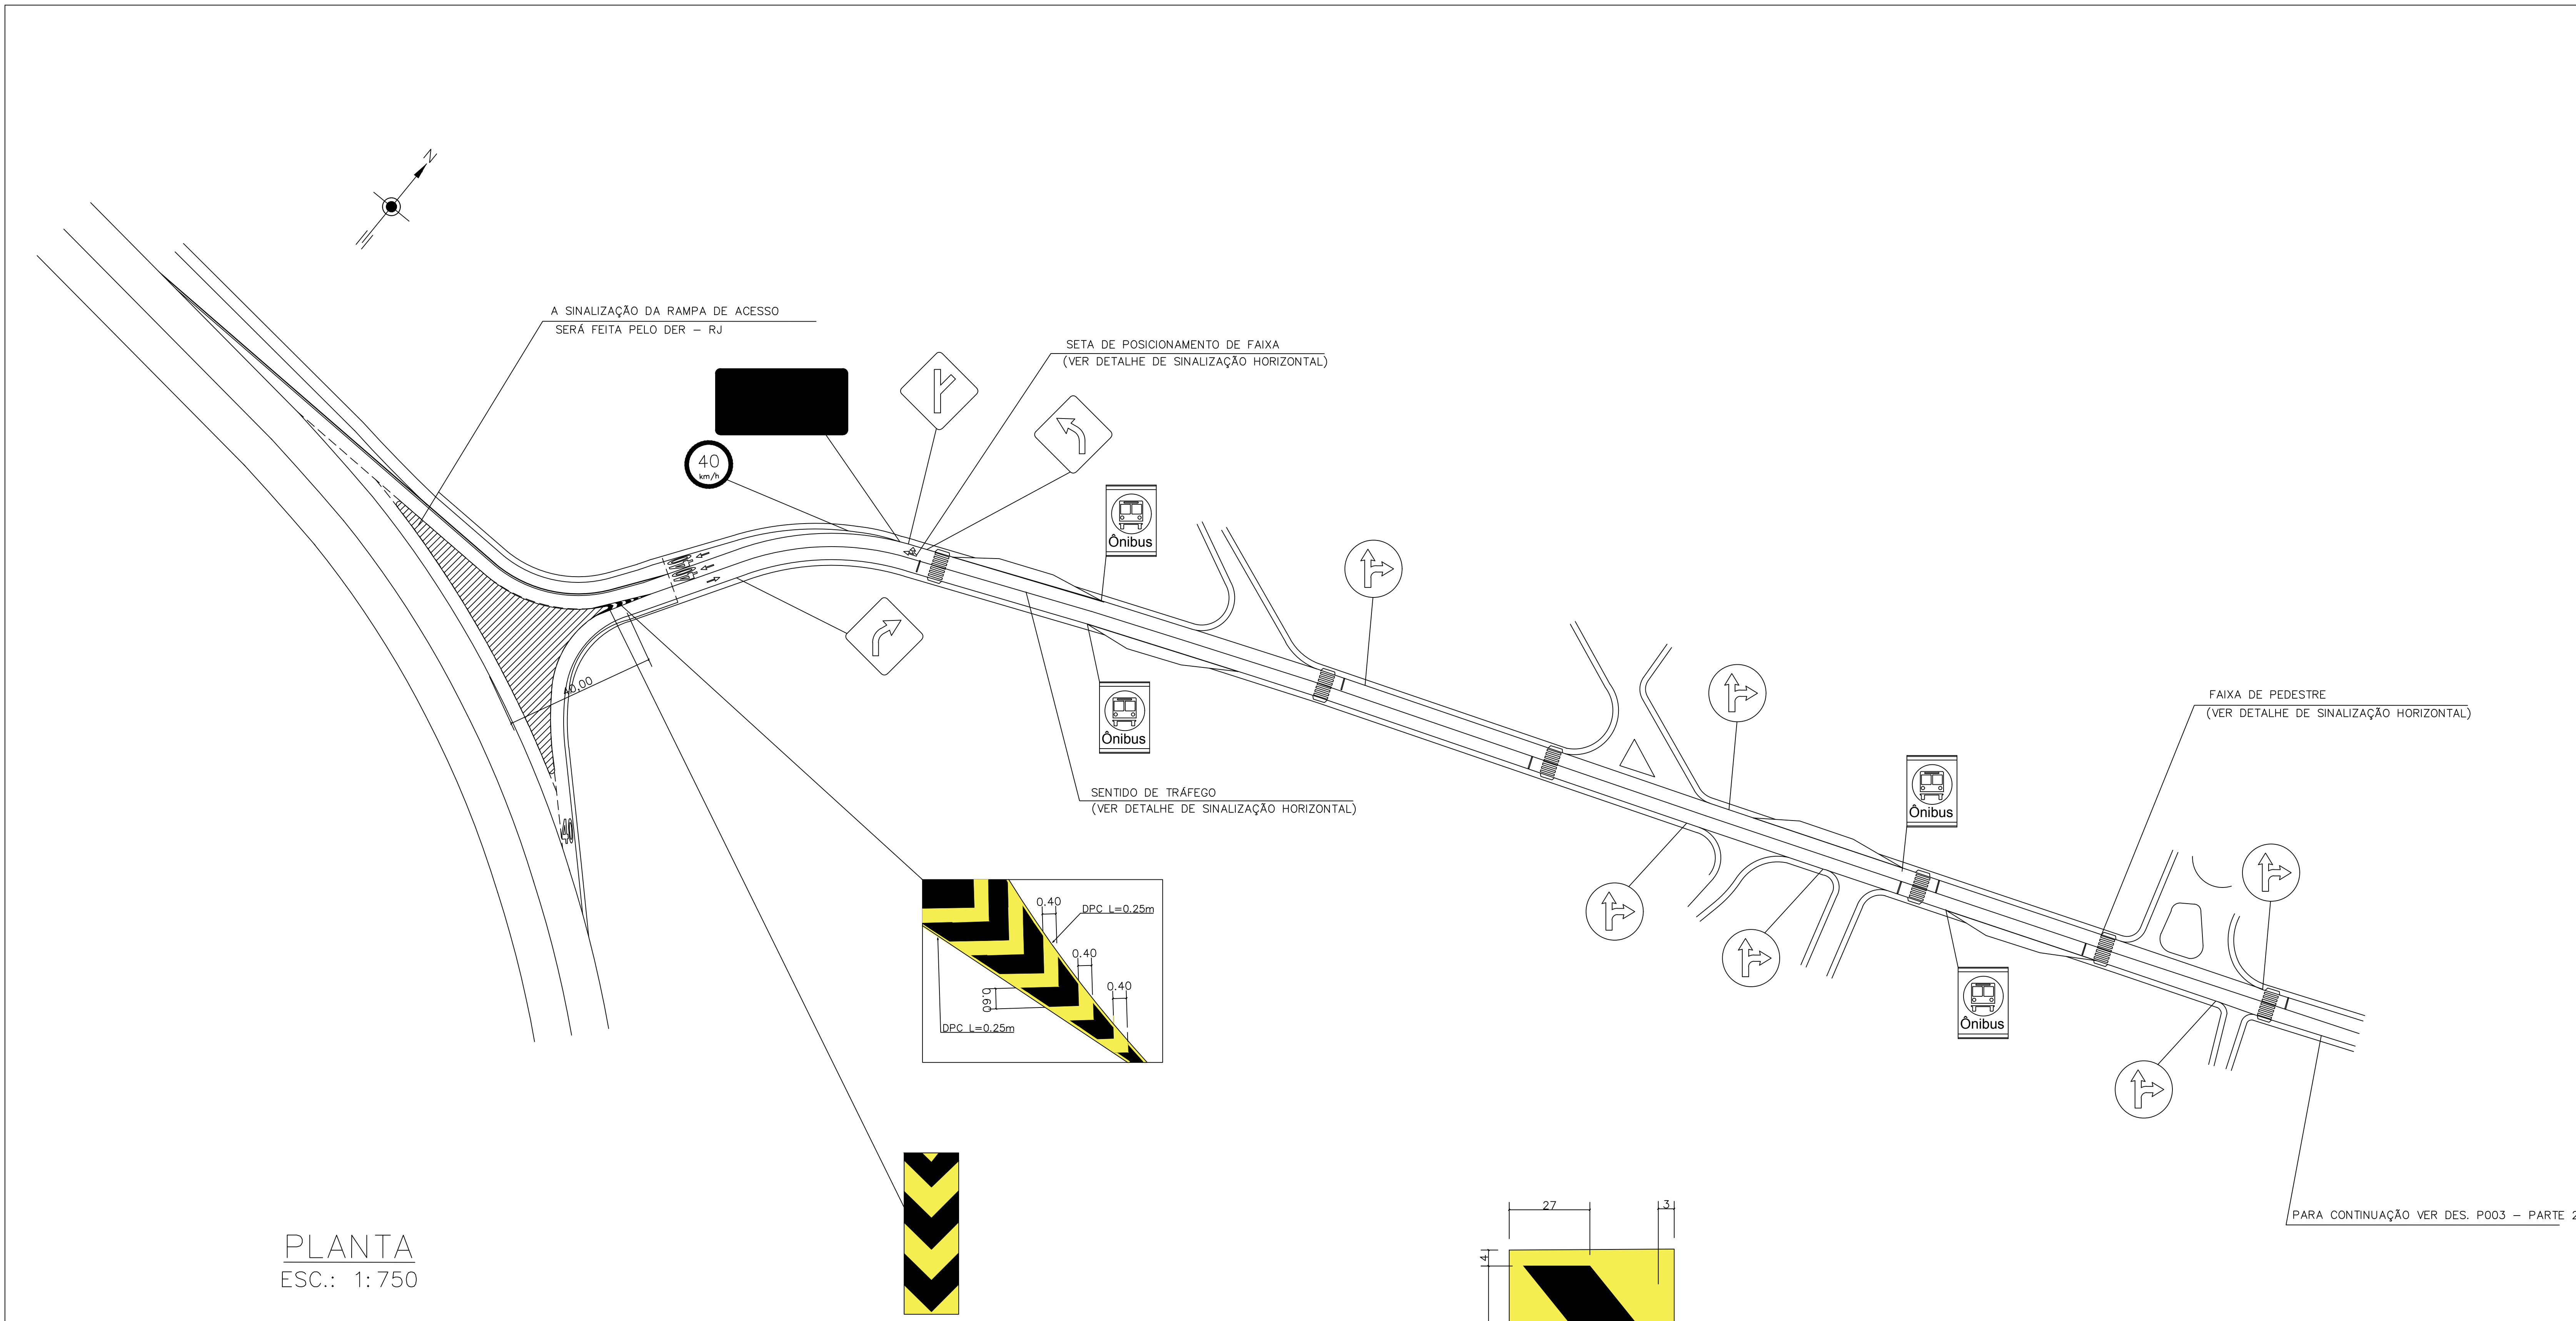 N
A SINALIZAÇÃO DA RAMPA DE ACESSO
SERÁ FEITA PELO DER - RJ
SETA DE POSICIONAMENTO DE FAIXA
(VER DETALHE DE SINALIZAÇÃO HORIZONTAL)
40
km/h
Ônibus
Ônibus
40.00
40
SENTIDO DE TRÁFEGO
(VER DETALHE DE SINALIZAÇÃO HORIZONTAL)
FAIXA DE PEDESTRE
(VER DETALHE DE SINALIZAÇÃO HORIZONTAL)
Ônibus
Ônibus
0.40
DPC L=0.25m
0.40
0.40
0.60
DPC L=0.25m
PARA CONTINUAÇÃO VER DES. P003 - PARTE 2
27
3
4
PLANTA
ESC.: 1:750